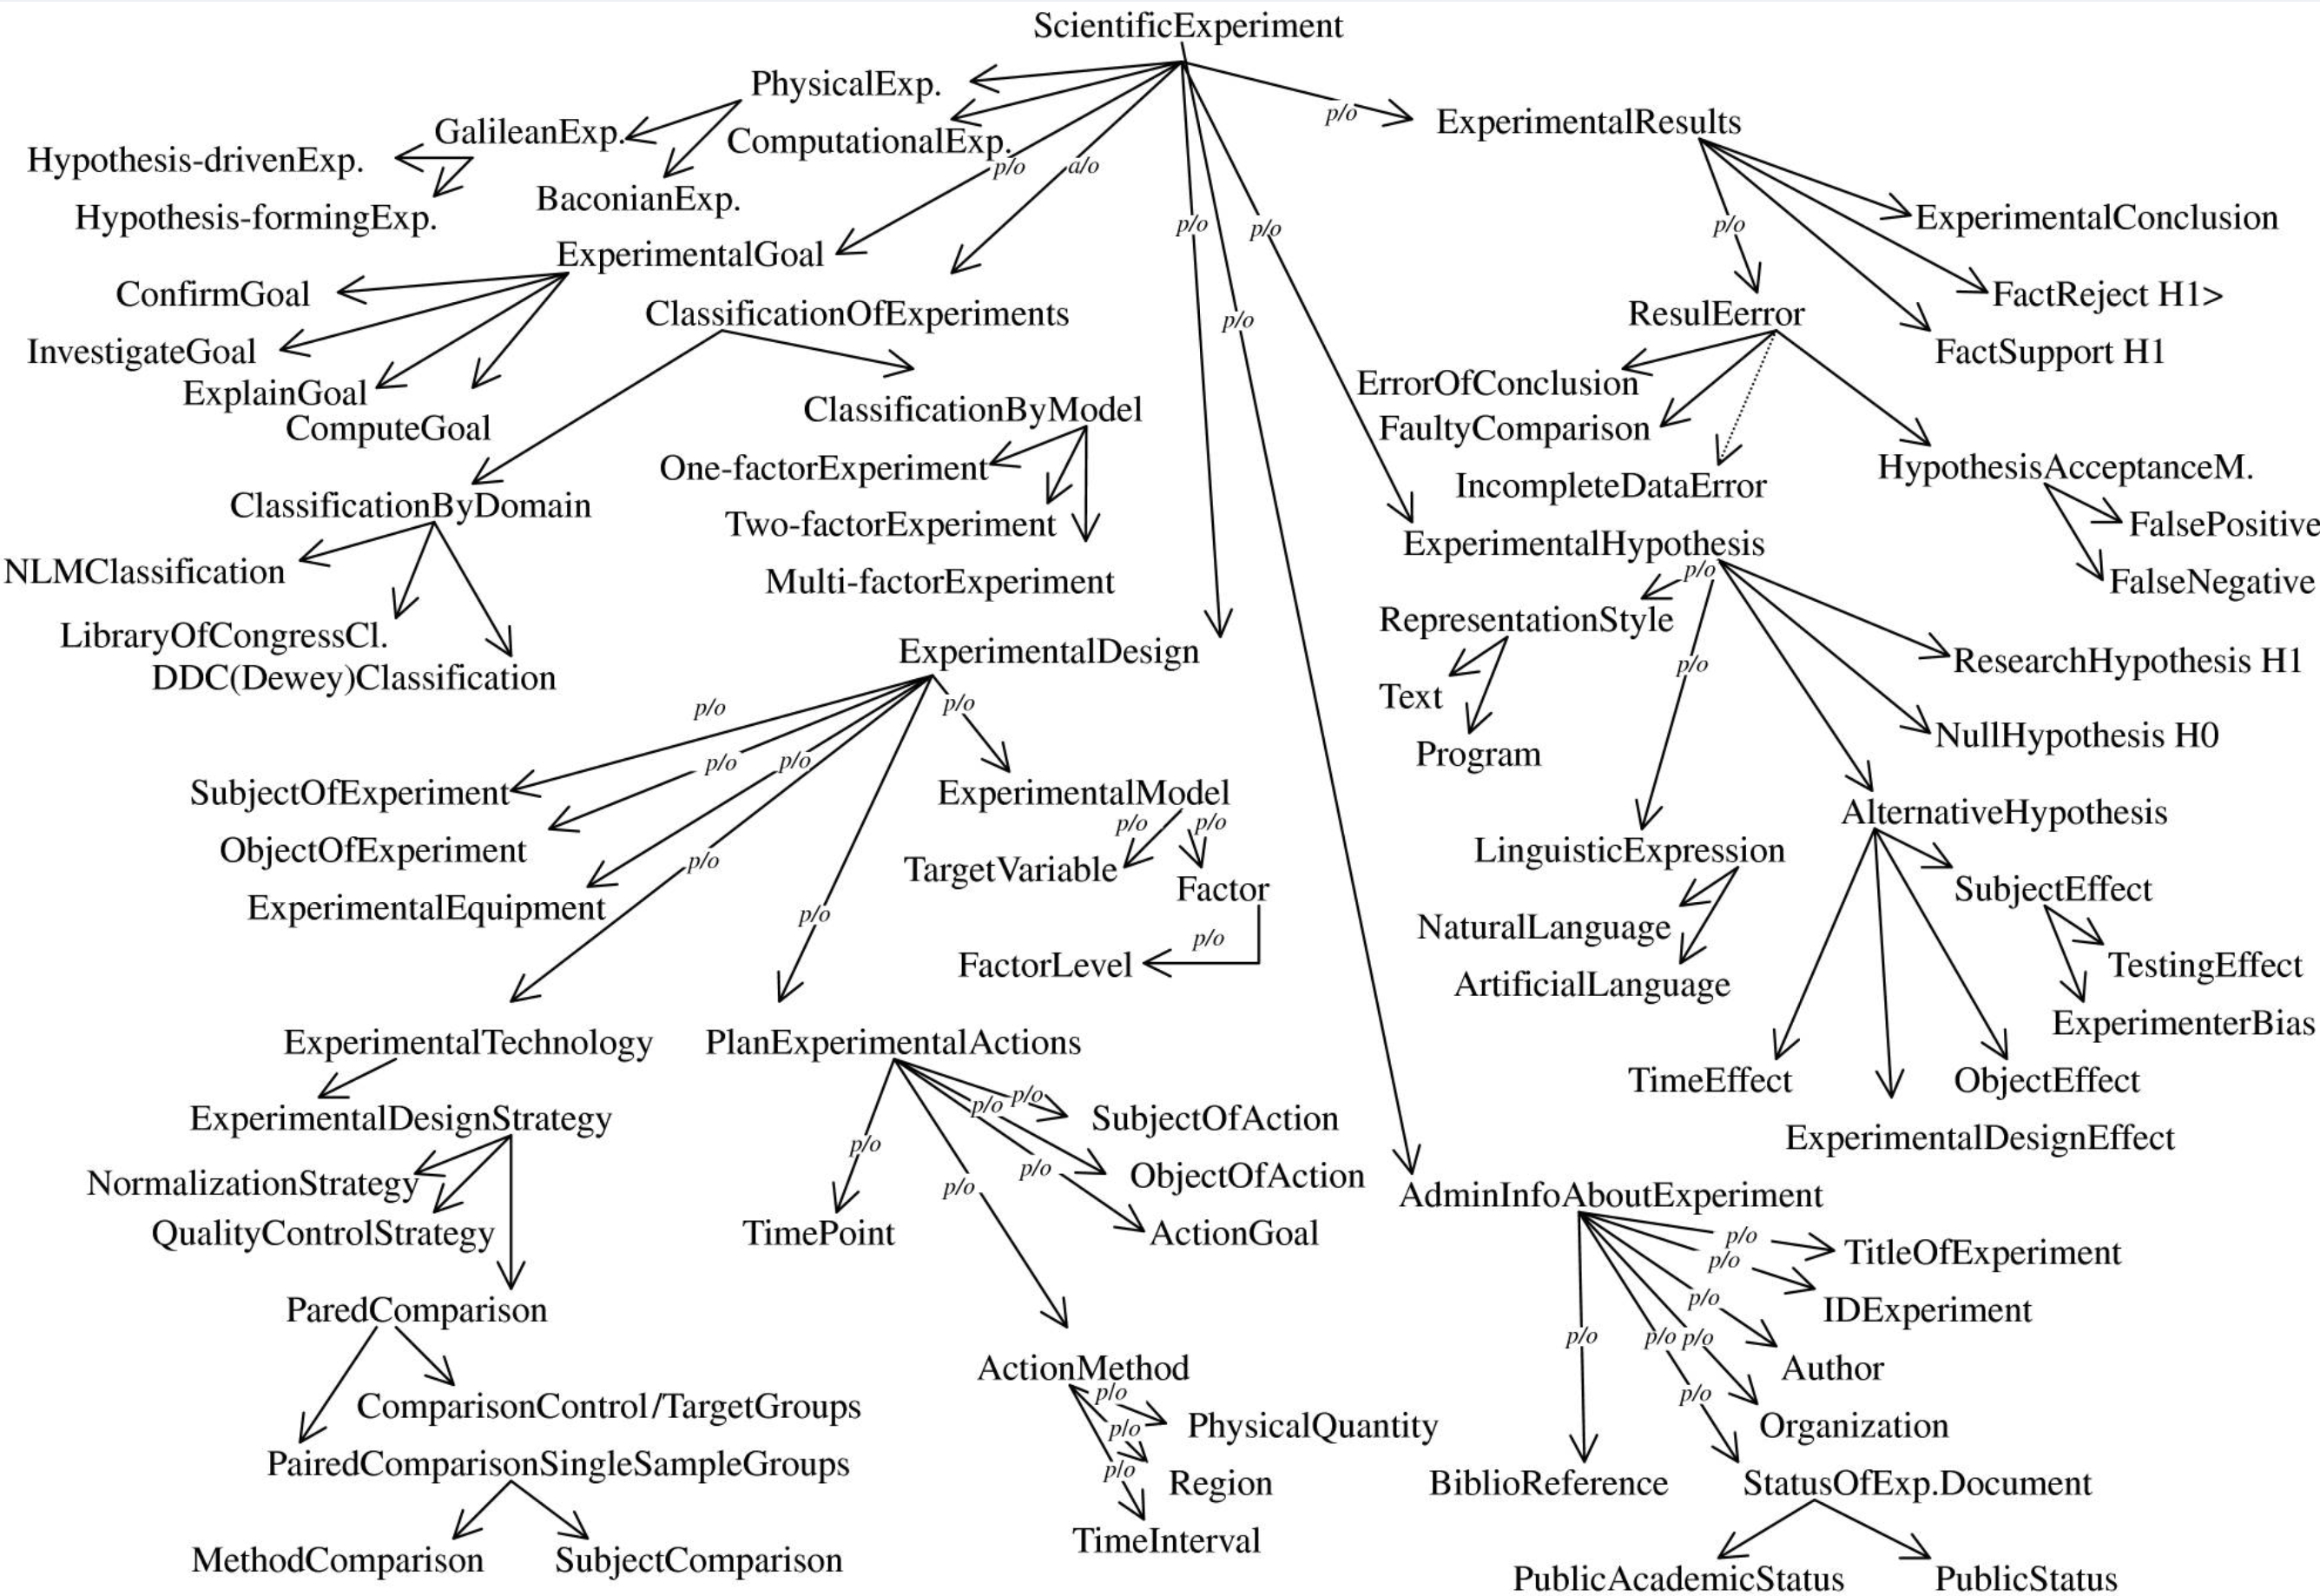 ScientificExperiment
PhysicalExp.
ComputationalExp.
GalileanExp.
Hypothesis-drivenExp.
Hypothesis-formingExp.
BaconianExp.
p/o
a/o
p/o
p/o
p/o
p/o
ExperimentalResults
ExperimentalGoal
ConfirmGoal
InvestigateGoal
ExplainGoal
ComputeGoal
ClassificationOfExperiments
ClassificationByModel
One-factorExperiment
Two-factorExperiment
Multi-factorExperiment
ClassificationByDomain
NLMClassification
LibraryOfCongressCl.
DDC(Dewey)Classification
p/o
ExperimentalConclusion
FactReject H1>
FactSupport H1
ResulEerror
ErrorOfConclusion
FaultyComparison
IncompleteDataError
HypothesisAcceptanceM.
FalsePositive
FalseNegative
ExperimentalHypothesis
p/o
RepresentationStyle
Text
Program
p/o
ResearchHypothesis H1
NullHypothesis H0
AlternativeHypothesis
LinguisticExpression
NaturalLanguage
ArtificialLanguage
SubjectEffect
TestingEffect
ExperimenterBias
TimeEffect
ObjectEffect
ExperimentalDesignEffect
ExperimentalDesign
p/o
p/o
p/o
p/o
p/o
p/o
SubjectOfExperiment
ObjectOfExperiment
ExperimentalEquipment
ExperimentalModel
p/o
p/o
TargetVariable
Factor
p/o
FactorLevel
ExperimentalTechnology
ExperimentalDesignStrategy
NormalizationStrategy
QualityControlStrategy
ParedComparison
ComparisonControl/TargetGroups
PairedComparisonSingleSampleGroups
MethodComparison
SubjectComparison
PlanExperimentalActions
p/o
p/o
p/o
p/o
p/o
SubjectOfAction
ObjectOfAction
ActionGoal
TimePoint
ActionMethod
p/o
p/o
p/o
PhysicalQuantity
Region
TimeInterval
AdminInfoAboutExperiment
p/o
p/o
p/o
p/o
p/o
p/o
p/o
TitleOfExperiment
IDExperiment
Author
Organization
BiblioReference
StatusOfExp.Document
PublicAcademicStatus
PublicStatus